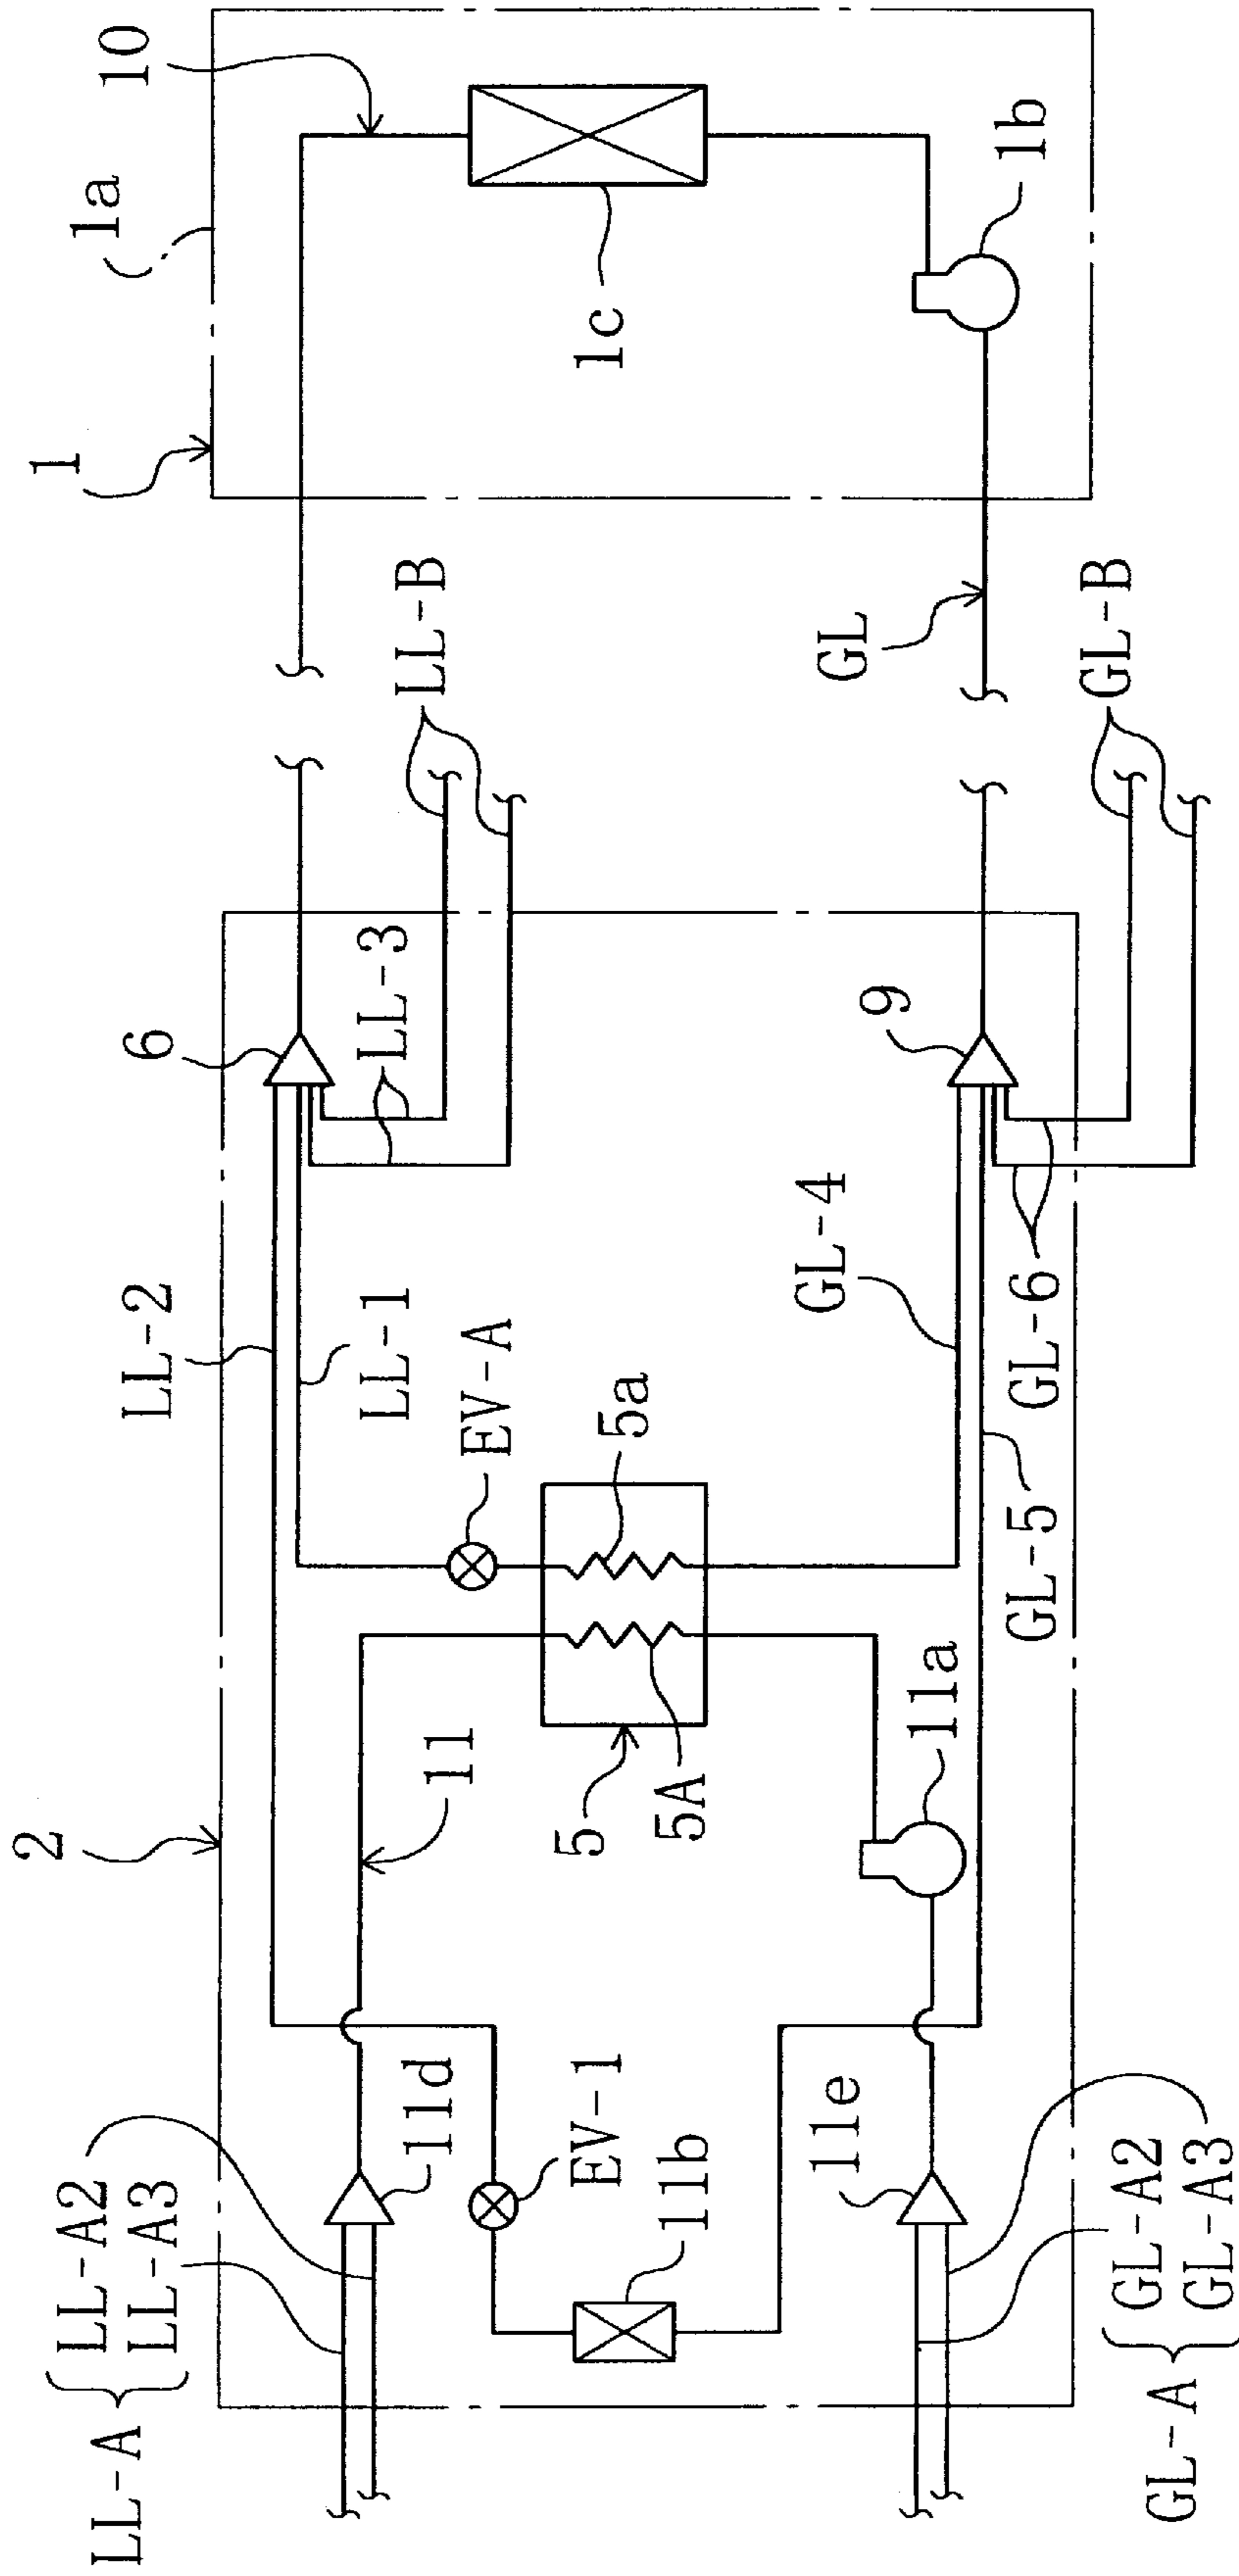 10
1a
1
1c
1b
LL-B
GL
GL-B
6
LL-3
9
LL-2
LL-1
EV-A
5a
GL-4
GL-6
GL-5
2
11
5
5A
11a
LL-A
LL-A2
LL-A3
11d
EV-1
11b
11e
GL-A
GL-A2
GL-A3